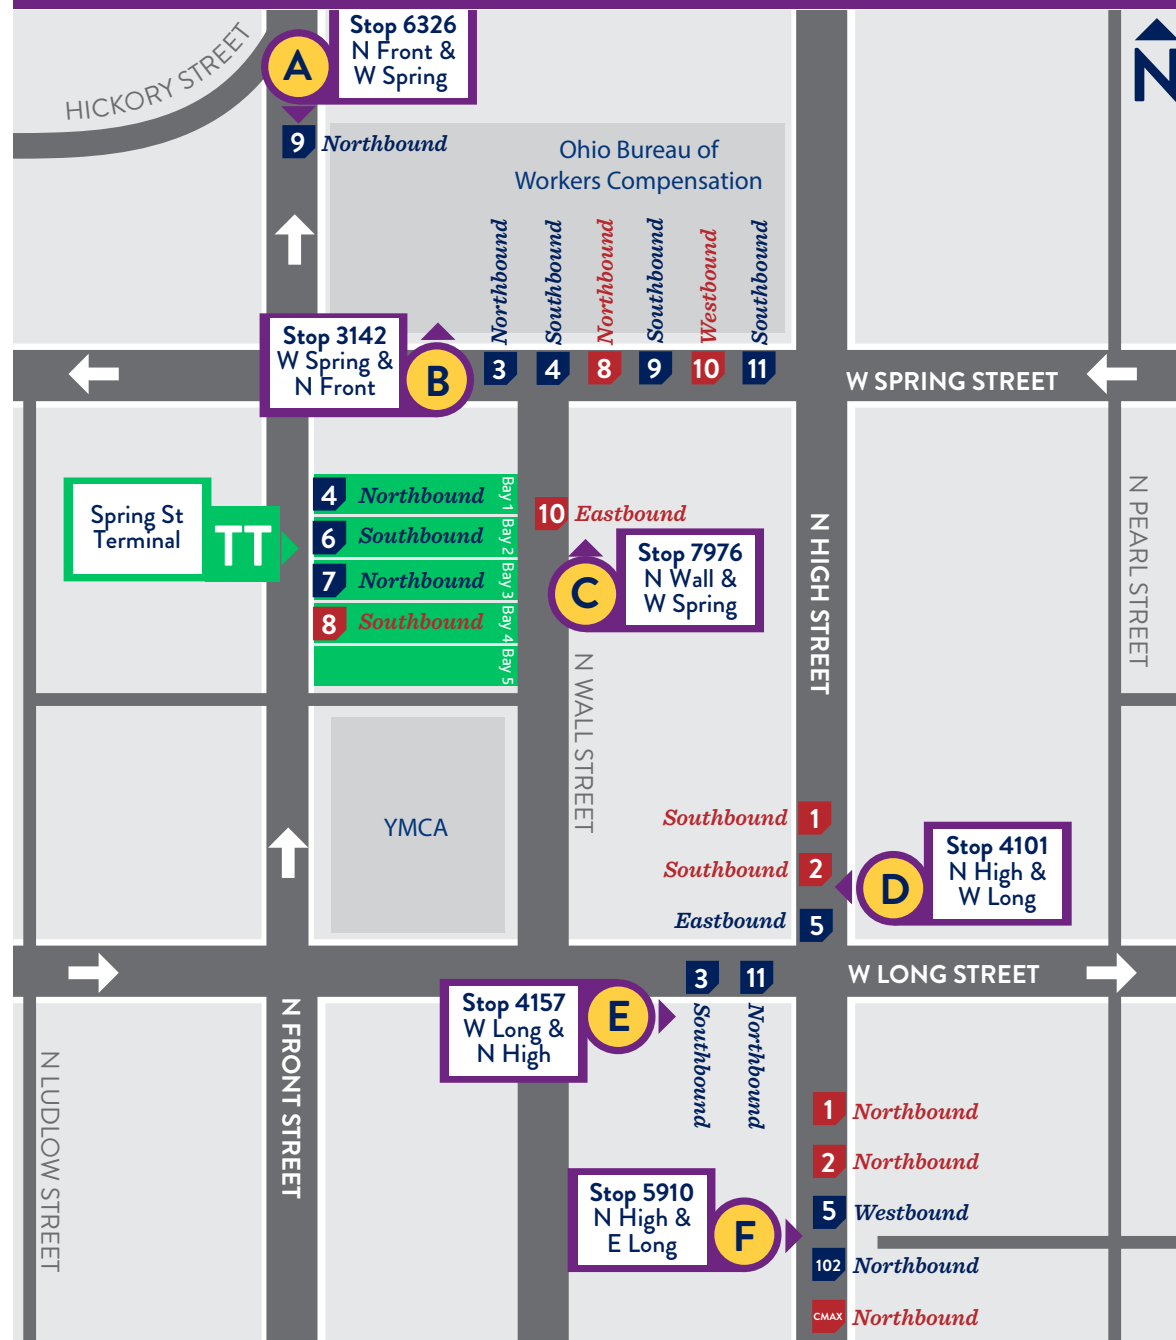 Stop 6326
N Front &
W Spring
A
N
HICKORY STREET
9 Northbound
Ohio Bureau of
Workers Compensation
Northbound
Southbound
Northbound
Southbound
Westbound
Southbound
3
4
8
9
10
11
Stop 3142
W Spring &
N Front
B
W SPRING STREET
Spring St
Terminal
TT
4 Northbound Bay 1
6 Southbound Bay 2
7 Northbound Bay 3
8 Southbound Bay 4
Bay 5
10 Eastbound
Stop 7976
N Wall &
W Spring
C
N HIGH STREET
N PEARL STREET
N WALL STREET
YMCA
Southbound 1
Southbound 2
Eastbound 5
Stop 4101
N High &
W Long
D
W LONG STREET
3
11
Southbound
Northbound
Stop 4157
W Long &
N High
E
N LUDLOW STREET
N FRONT STREET
1 Northbound
2 Northbound
5 Westbound
102 Northbound
CMAX Northbound
Stop 5910
N High &
E Long
F